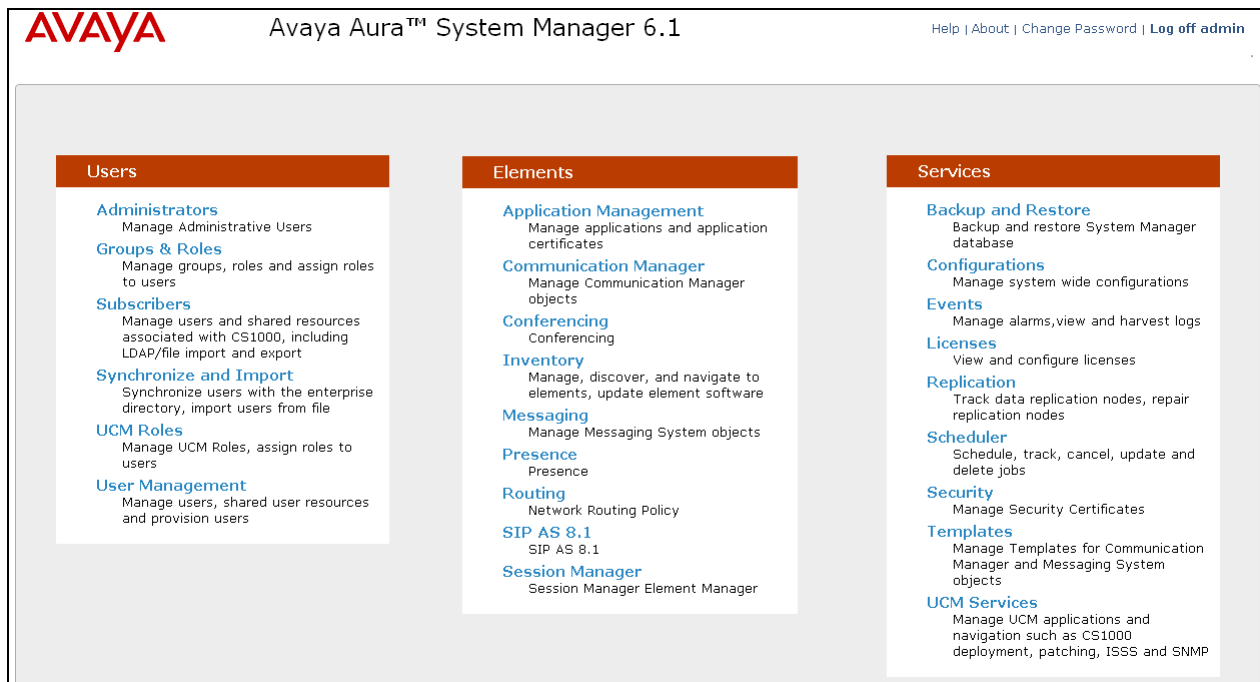 AVAYA
Avaya Aura™ System Manager 6.1
Help | About | Change Password | Log off admin
Users
Administrators
Manage Administrative Users
Groups & Roles
Manage groups, roles and assign roles
to users
Subscribers
Manage users and shared resources
associated with CS1000, including
LDAP/file import and export
Synchronize and Import
Synchronize users with the enterprise
directory, import users from file
UCM Roles
Manage UCM Roles, assign roles to
users
User Management
Manage users, shared user resources
and provision users
Elements
Application Management
Manage applications and application
certificates
Communication Manager
Manage Communication Manager
objects
Conferencing
Conferencing
Inventory
Manage, discover, and navigate to
elements, update element software
Messaging
Manage Messaging System objects
Presence
Presence
Routing
Network Routing Policy
SIP AS 8.1
SIP AS 8.1
Session Manager
Session Manager Element Manager
Services
Backup and Restore
Backup and restore System Manager
database
Configurations
Manage system wide configurations
Events
Manage alarms,view and harvest logs
Licenses
View and configure licenses
Replication
Track data replication nodes, repair
replication nodes
Scheduler
Schedule, track, cancel, update and
delete jobs
Security
Manage Security Certificates
Templates
Manage Templates for Communication
Manager and Messaging System
objects
UCM Services
Manage UCM applications and
navigation such as CS1000
deployment, patching, ISSS and SNMP